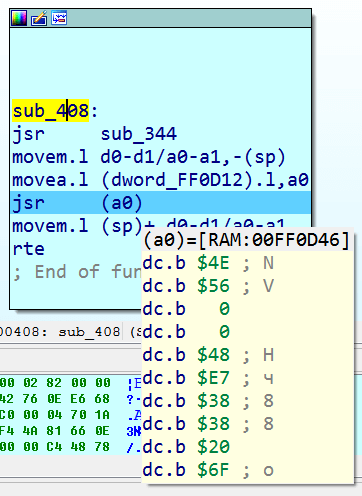 sub_408:
jsr sub_344
movem.l d0-d1/a0-a1,-(sp)
movea.l (dword_FF0D12).l,a0
jsr (a0)
movem.l (sp)+,d0-d1/a0-a1
rte
; End of fun
(a0)=[RAM:00FF0D46]
dc.b $4E ; N
dc.b $56 ; V
dc.b 0
dc.b 0
dc.b $48 ; H
dc.b $E7 ; ч
dc.b $38 ; 8
dc.b $38 ; 8
dc.b $20
dc.b $6F ; o
00408: sub_408 (S
00 02 82 00 00
42 76 0E E6 68
C0 00 04 70 1A
F4 4A 81 66 0E
00 00 C4 48 78